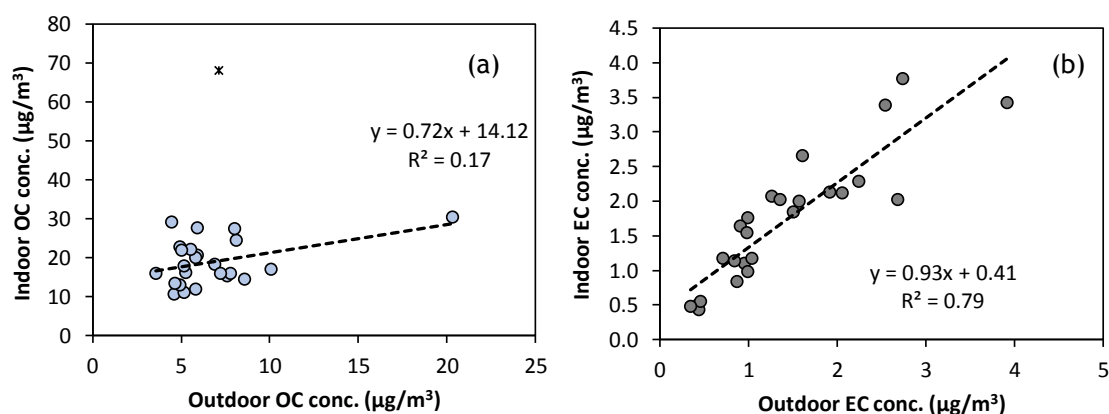 80
70
60
50
40
30
20
10
0
Indoor OC conc. (µg/m³)
(a)
y = 0.72x + 14.12
R² = 0.17
0 5 10 15 20 25
Outdoor OC conc. (µg/m³)
4.5
4.0
3.5
3.0
2.5
2.0
1.5
1.0
0.5
0.0
Indoor EC conc. (µg/m³)
(b)
y = 0.93x + 0.41
R² = 0.79
0 1 2 3 4 5
Outdoor EC conc. (µg/m³)